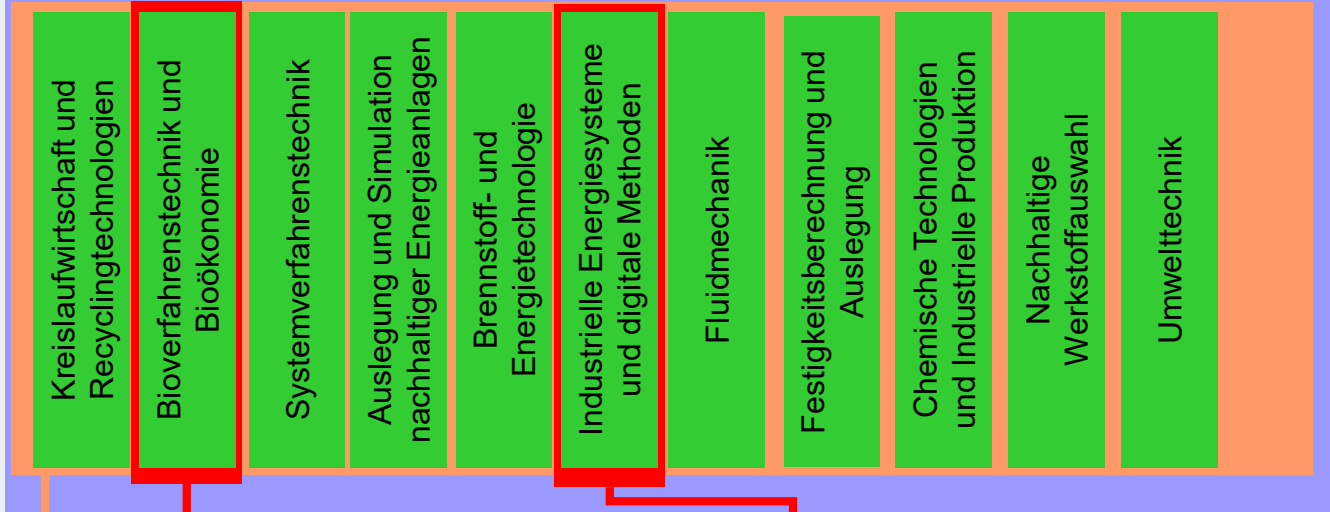 Kreislaufwirtschaft und
Recyclingtechnologien
Bioverfahrenstechnik und
Bioökonomie
Systemverfahrenstechnik
Auslegung und Simulation
nachhaltiger Energieanlagen
Brennstoff- und
Energietechnologie
Industrielle Energiesysteme
und digitale Methoden
Fluidmechanik
Festigkeitsberechnung und
Auslegung
Chemische Technologien
und Industrielle Produktion
Nachhaltige
Werkstoffauswahl
Umwelttechnik